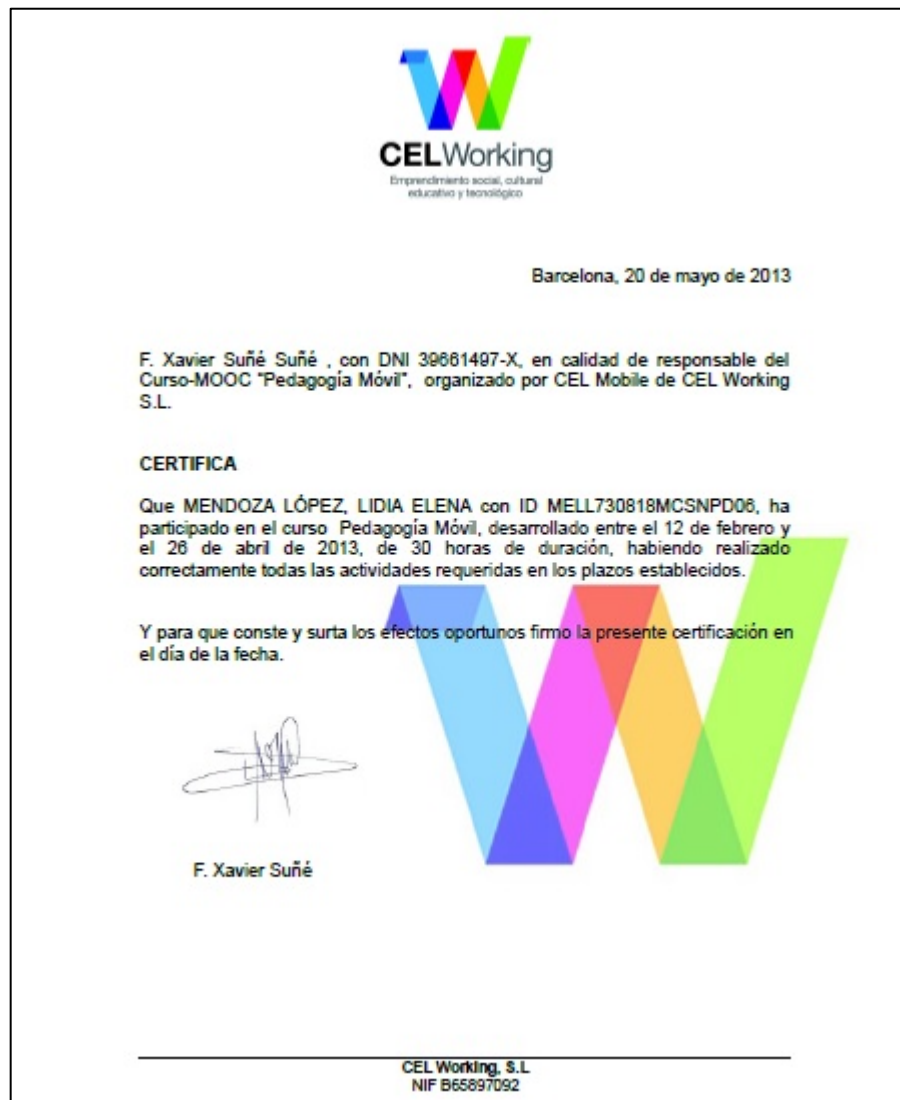 CELWorking
Emprendimiento social, cultural
educativo y tecnológico
Barcelona, 20 de mayo de 2013
F. Xavier Suñé Suñé , con DNI 39661497-X, en calidad de responsable del
Curso-MOOC "Pedagogía Móvil", organizado por CEL Mobile de CEL Working
S.L.
CERTIFICA
Que MENDOZA LÓPEZ, LIDIA ELENA con ID MELL730818MCSNPD06, ha
participado en el curso Pedagogía Móvil, desarrollado entre el 12 de febrero y
el 26 de abril de 2013, de 30 horas de duración, habiendo realizado
correctamente todas las actividades requeridas en los plazos establecidos.
Y para que conste y surta los efectos oportunos firmo la presente certificación en
el día de la fecha.
F. Xavier Suñé
CEL Working, S.L
NIF B65897092